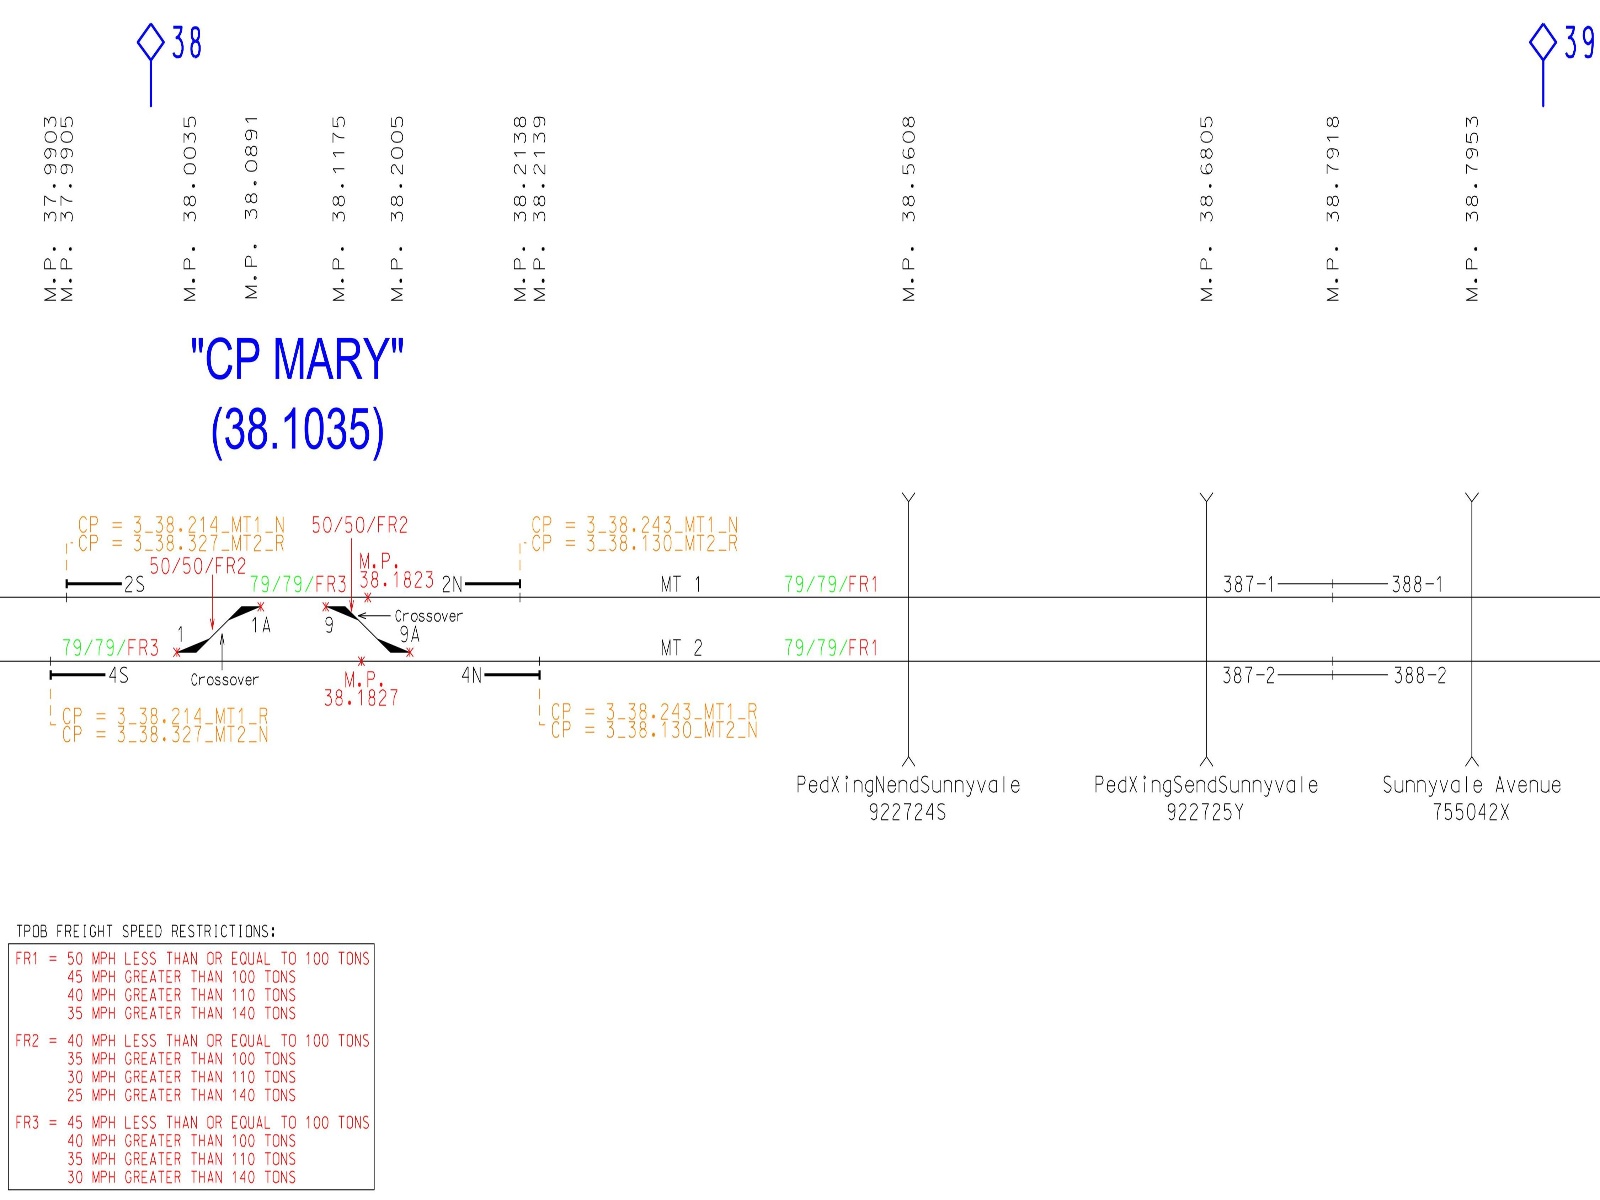 38
39
M.P. 37.9903
M.P. 37.9905
M.P. 38.0035
M.P. 38.0891
M.P. 38.1175
M.P. 38.2005
M.P. 38.2138
M.P. 38.2139
M.P. 38.5608
M.P. 38.6805
M.P. 38.7918
M.P. 38.7953
"CP MARY"
(38.1035)
CP = 3_38.214_MT1_N
CP = 3_38.327_MT2_R
50/50/FR2
50/50/FR2
CP = 3_38.243_MT1_N
CP = 3_38.130_MT2_R
2S
79/79/FR3
M.P.
38.1823
2N
MT 1
79/79/FR1
387-1
388-1
1
1A
9
Crossover
9A
79/79/FR3
MT 2
79/79/FR1
4S
Crossover
M.P.
38.1827
4N
387-2
388-2
CP = 3_38.214_MT1_R
CP = 3_38.327_MT2_N
CP = 3_38.243_MT1_R
CP = 3_38.130_MT2_N
PedXingNendSunnyvale
922724S
PedXingSendSunnyvale
922725Y
Sunnyvale Avenue
755042X
TPOB FREIGHT SPEED RESTRICTIONS:
FR1 = 50 MPH LESS THAN OR EQUAL TO 100 TONS
45 MPH GREATER THAN 100 TONS
40 MPH GREATER THAN 110 TONS
35 MPH GREATER THAN 140 TONS
FR2 = 40 MPH LESS THAN OR EQUAL TO 100 TONS
35 MPH GREATER THAN 100 TONS
30 MPH GREATER THAN 110 TONS
25 MPH GREATER THAN 140 TONS
FR3 = 45 MPH LESS THAN OR EQUAL TO 100 TONS
40 MPH GREATER THAN 100 TONS
35 MPH GREATER THAN 110 TONS
30 MPH GREATER THAN 140 TONS